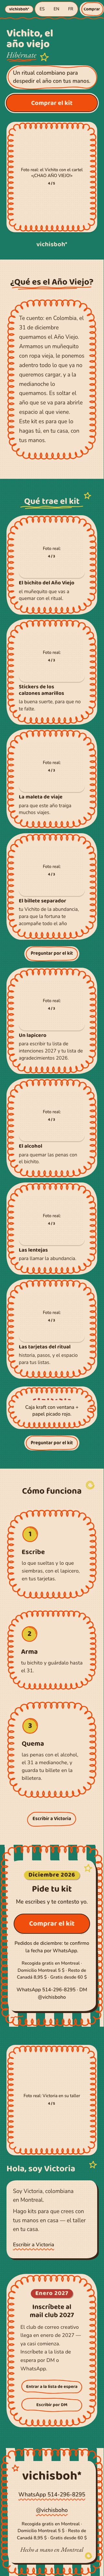 vichisboh*
ES EN FR
Comprar
Vichito, el
año viejo
Hibérnate
Un ritual colombiano para
despedir el año con tus manos.
Comprar el kit
Foto real: el Vichito con el cartel
«CHAO AÑO VIEJO»
4 / 5
vichisboh*
¿Qué es el Año Viejo?
Te cuento: en Colombia, el
31 de diciembre
quemamos el Año Viejo.
Armamos un muñequito
con ropa vieja, la ponemos
adentro todo lo que ya no
queremos cargar, y a la
medianoche lo
quemamos. Es soltar el
año que se va para abrirle
espacio al que viene.
Este kit es para que lo
hagas tú, en tu casa, con
tus manos.
Qué trae el kit
Foto real:
4 / 3
El bichito del Año Viejo
el muñequito que vas a
quemar con el ritual.
Foto real:
4 / 3
Stickers de los
calzones amarillos
la buena suerte, para que no
te falte.
Foto real:
4 / 3
La maleta de viaje
para que este año traiga
muchos viajes.
Foto real:
4 / 3
El billete separador
tu Vichito de la abundancia,
para que la fortuna te
acompañe todo el año
Preguntar por el kit
Foto real:
4 / 3
Un lapicero
para escribir tu lista de
intenciones 2027 y tu lista de
agradecimientos 2026.
Foto real:
4 / 3
El alcohol
para quemar las penas con
el bichito.
Foto real:
4 / 3
Las lentejas
para llamar la abundancia.
Foto real:
4 / 3
Las tarjetas del ritual
historia, pasos, y el espacio
para tus listas.
Caja kraft con ventana +
papel picado rojo.
Preguntar por el kit
Cómo funciona
1
Escribe
lo que sueltas y lo que
siembras, con el lapicero,
en tus tarjetas.
2
Arma
tu bichito y guárdalo hasta
el 31.
3
Quema
las penas con el alcohol,
el 31 a medianoche, y
guarda tu billete en la
billetera.
Escribir a Victoria
Diciembre 2026
Pide tu kit
Me escribes y te contesto yo.
Comprar el kit
Pedidos de diciembre: te confirmo
la fecha por WhatsApp.
Recogida gratis en Montréal ·
Domicilio Montreal 5 $ · Resto de
Canadá 8,95 $ · Gratis desde 60 $
WhatsApp 514-296-8295 · DM
@vichisboho
Foto real: Victoria en su taller
4 / 5
Hola, soy Victoria
Soy Victoria, colombiana
en Montreal.
Hago kits para que crees con
tus manos en casa — el taller
en tu casa.
Escribir a Victoria
Enero 2027
Inscríbete al
mail club 2027
El club de correo creativo
llega en enero de 2027 —
ya casi comienza.
Inscríbete a la lista de
espera por DM o
WhatsApp.
Entrar a la lista de espera
Escribir por DM
vichisboh*
WhatsApp 514-296-8295
@vichisboho
Recogida gratis en Montréal ·
Domicilio Montreal 5 $ · Resto de
Canadá 8,95 $ · Gratis desde 60 $
Hecho a mano en Montreal